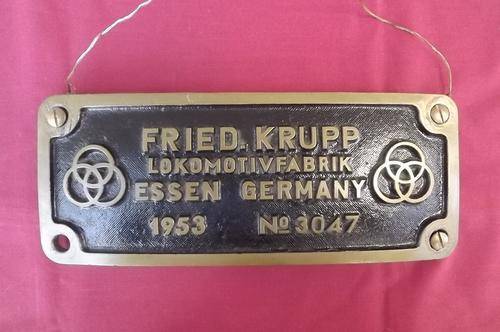 FRIED. KRUPP
LOKOMOTIVFABRIK
ESSEN GERMANY
1953 No 3047